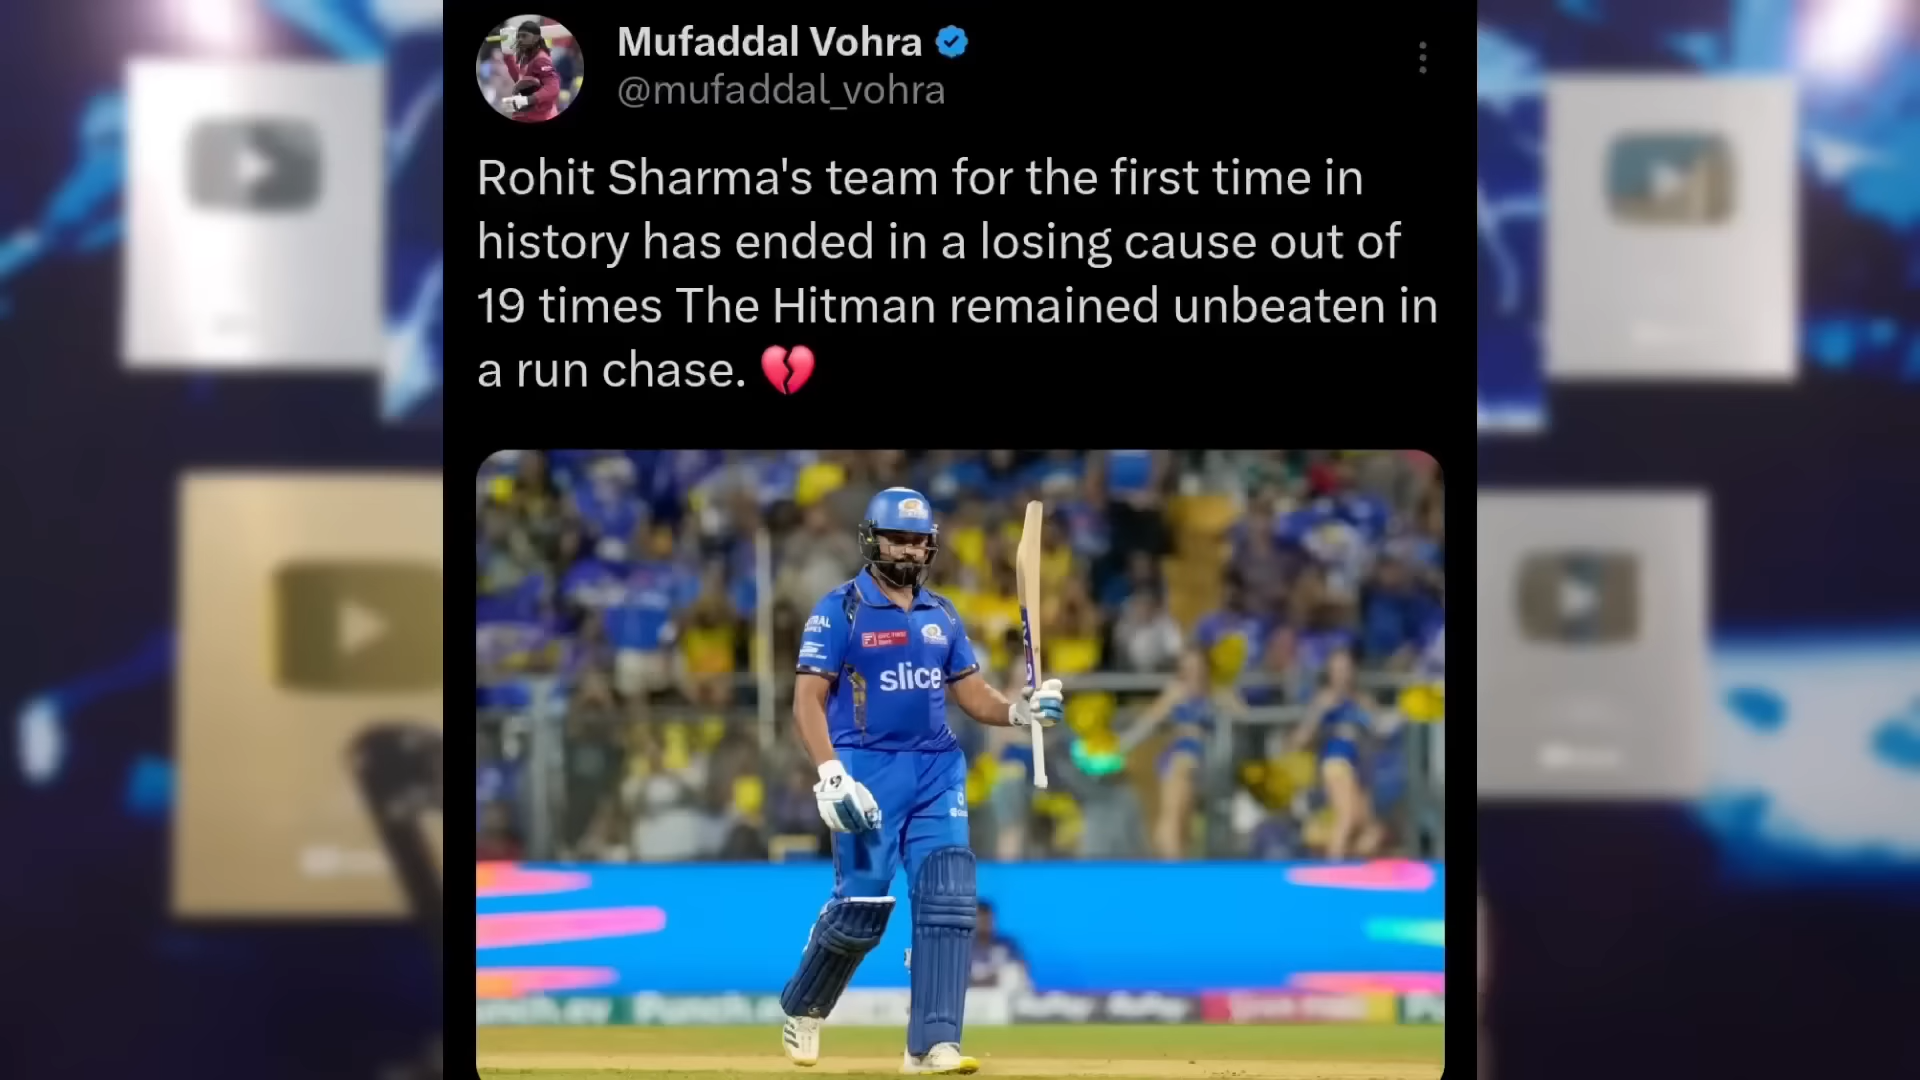 Mufaddal Vohra
@mufaddal_vohra
Rohit Sharma's team for the first time in
history has ended in a losing cause out of
19 times The Hitman remained unbeaten in
a run chase. 💔
slice